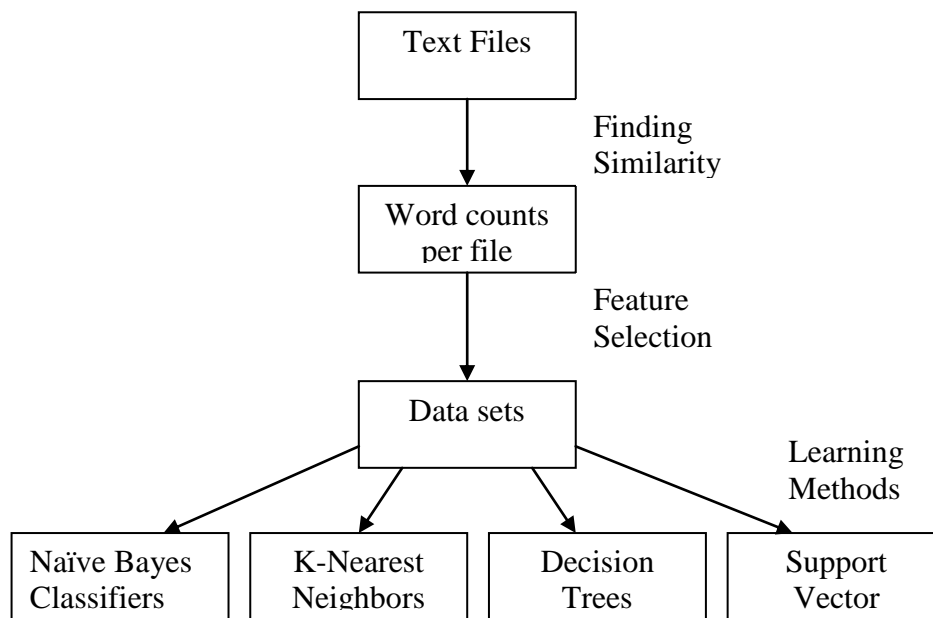 Text Files
Finding
Similarity
Word counts
per file
Feature
Selection
Data sets
Learning
Methods
Naïve Bayes
Classifiers
K-Nearest
Neighbors
Decision
Trees
Support
Vector